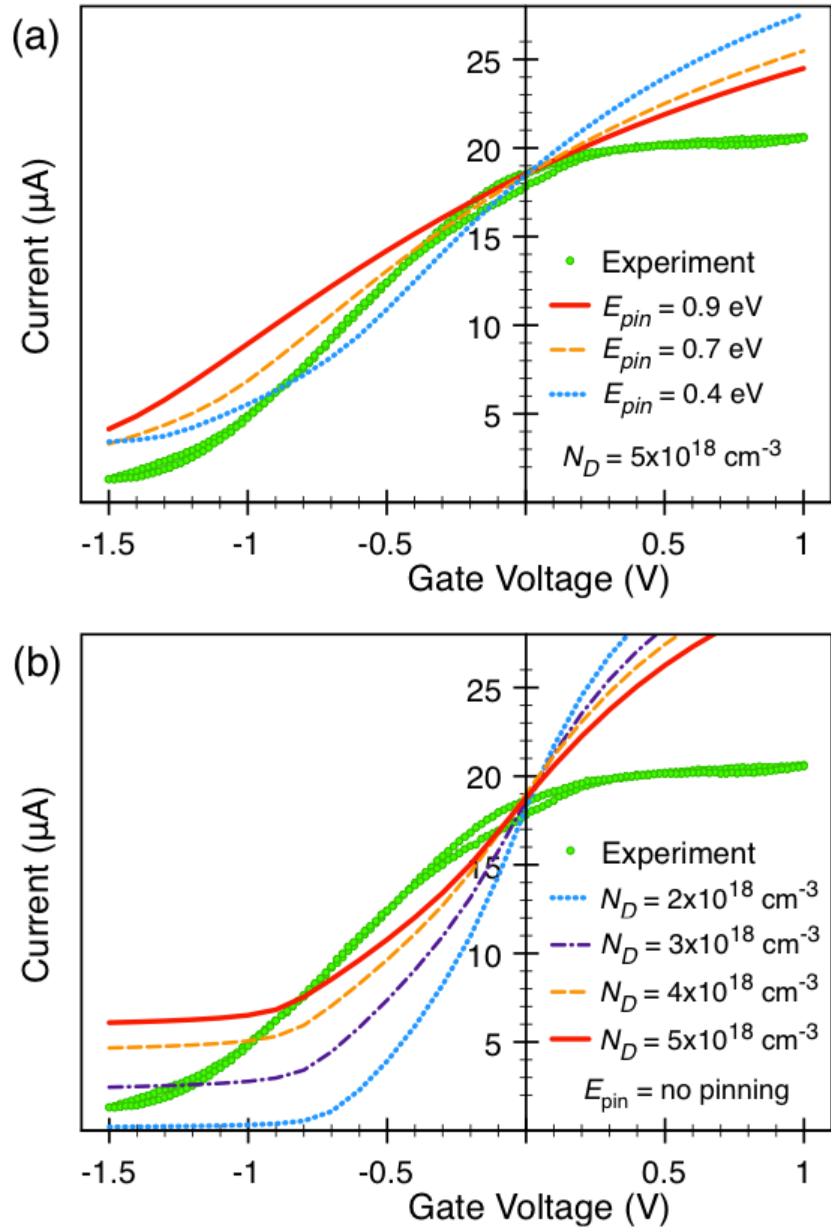 (a)
Current (µA)
25
20
15
10
5
Experiment
E_pin = 0.9 eV
E_pin = 0.7 eV
E_pin = 0.4 eV
N_D = 5x10^18 cm^-3
-1.5 -1 -0.5 0.5 1
Gate Voltage (V)
(b)
Current (µA)
25
20
15
10
5
Experiment
N_D = 2x10^18 cm^-3
N_D = 3x10^18 cm^-3
N_D = 4x10^18 cm^-3
N_D = 5x10^18 cm^-3
E_pin = no pinning
-1.5 -1 -0.5 0.5 1
Gate Voltage (V)